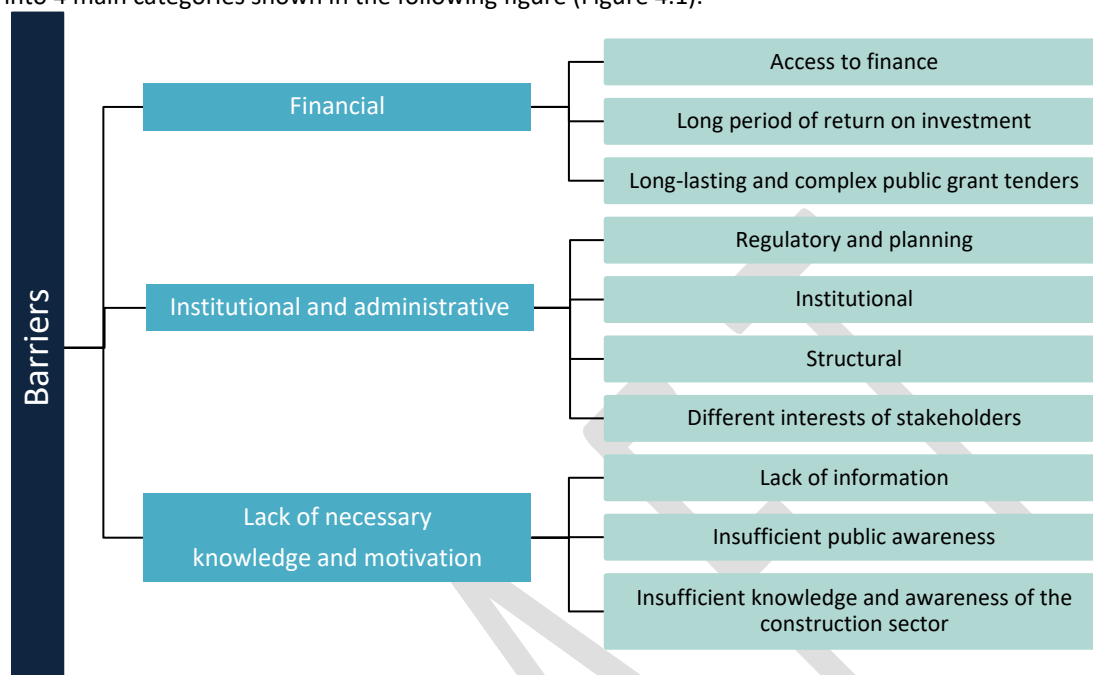 into 4 main categories shown in the following figure (Figure 4.1).
Barriers
Financial
Access to finance
Long period of return on investment
Long-lasting and complex public grant tenders
Institutional and administrative
Regulatory and planning
Institutional
Structural
Different interests of stakeholders
Lack of necessary
knowledge and motivation
Lack of information
Insufficient public awareness
Insufficient knowledge and awareness of the
construction sector